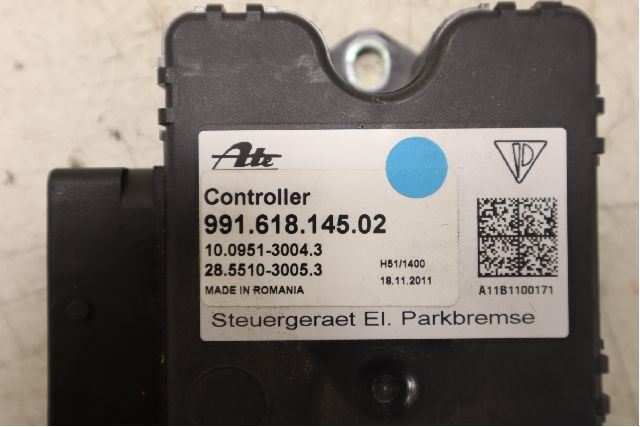 Ate
Controller
991.618.145.02
10.0951-3004.3
28.5510-3005.3
MADE IN ROMANIA
H51/1400
18.11.2011
A11B1100171
Steuergeraet El. Parkbremse